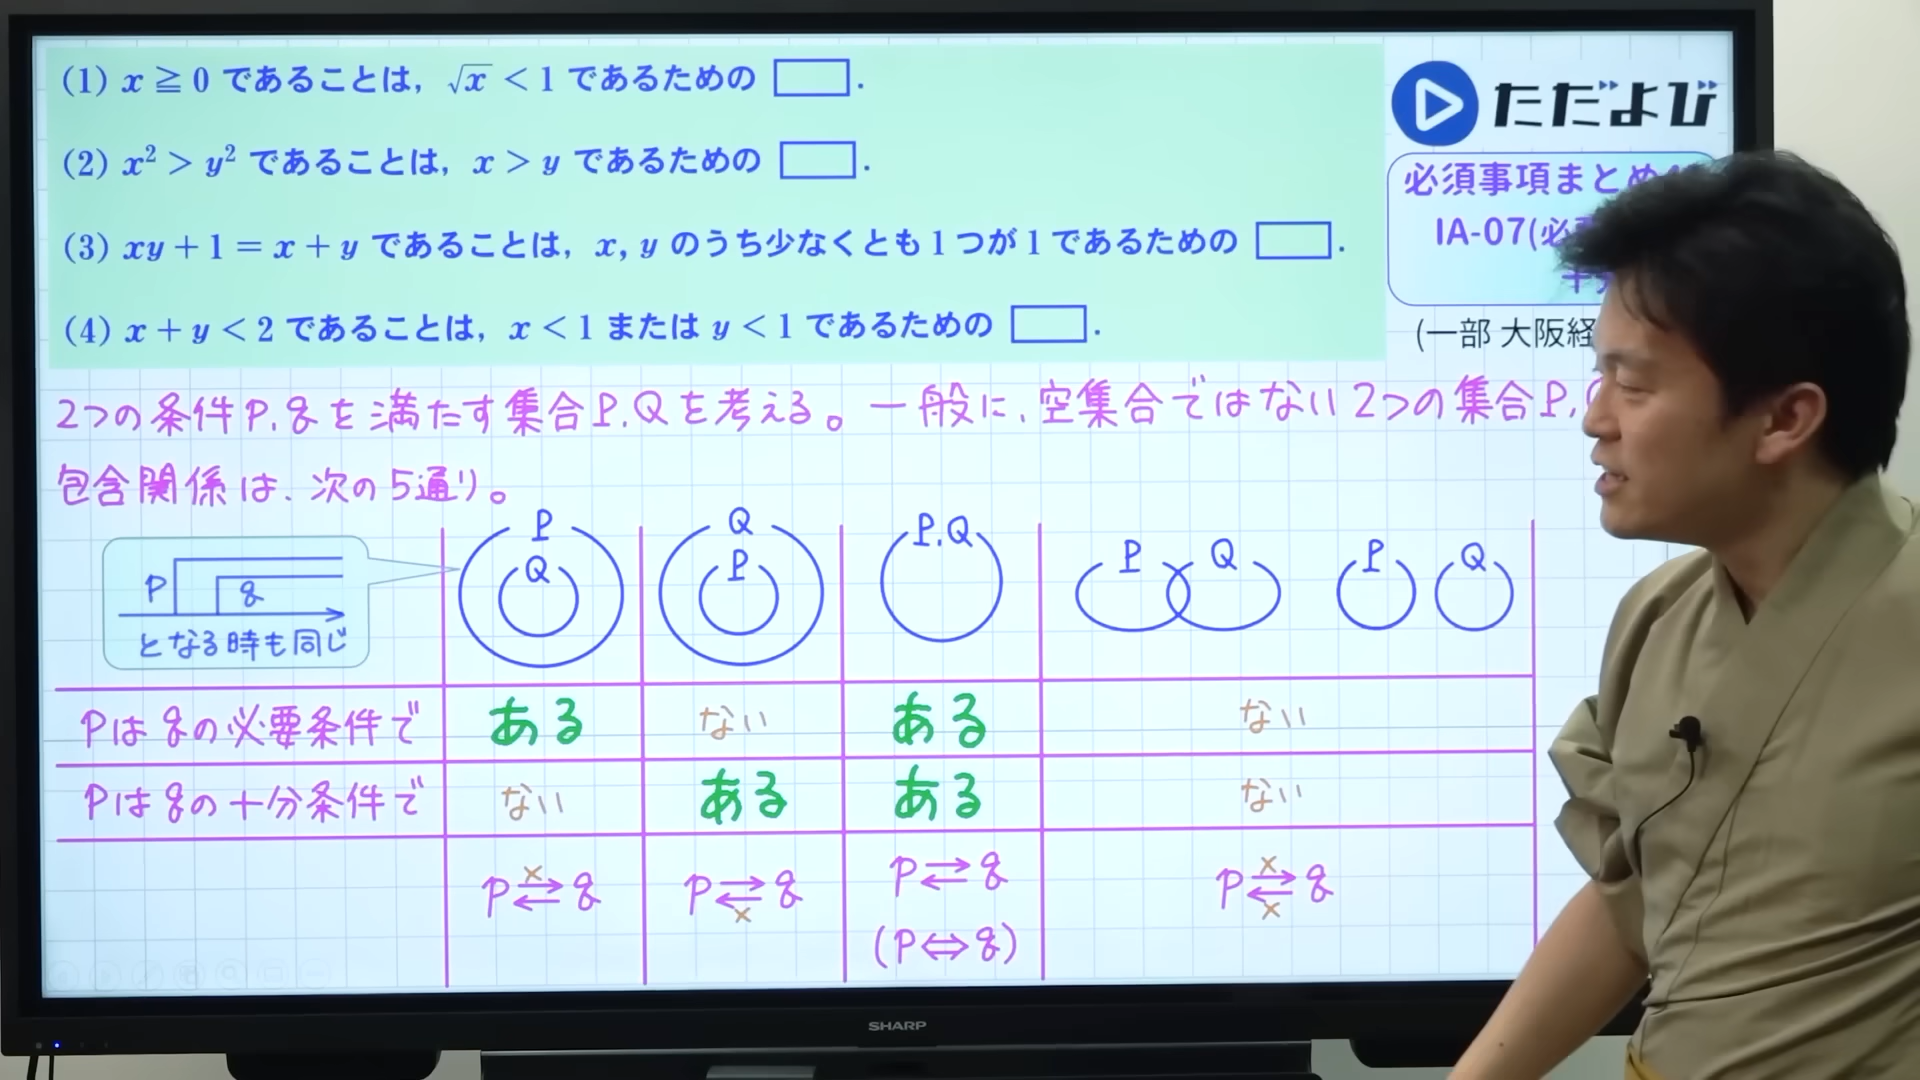 (1) x ≧ 0 であることは, √x < 1 であるための □.
(2) x² > y² であることは, x > y であるための □.
(3) xy + 1 = x + y であることは, x, y のうち少なくとも 1 つが 1 であるための □.
(4) x + y < 2 であることは, x < 1 または y < 1 であるための □.
ただよび
必須事項まとめ
IA-07(必
十
(一部 大阪経
2つの条件P.qを満たす集合P.Qを考える。一般に、空集合ではない2つの集合P.
包含関係は、次の5通り。
P q
となる時も同じ
P Q
Q P
P.Q
P Q
P Q
Pはqの必要条件で ある ない ある ない
Pはqの十分条件で ない ある ある ない
P ×⇄ q
P ⇄× q
P ⇄ q
P ×⇄× q
(P⇔q)
SHARP